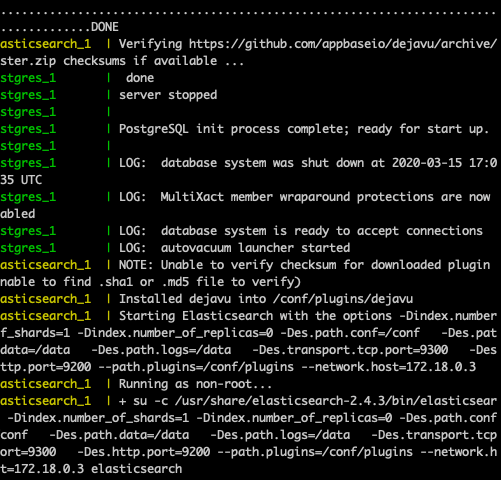 ......................................................................
.............DONE
asticsearch_1  | Verifying https://github.com/appbaseio/dejavu/archive/
ster.zip checksums if available ...
stgres_1       |  done
stgres_1       | server stopped
stgres_1       |
stgres_1       | PostgreSQL init process complete; ready for start up.
stgres_1       |
stgres_1       | LOG:  database system was shut down at 2020-03-15 17:0
35 UTC
stgres_1       | LOG:  MultiXact member wraparound protections are now
abled
stgres_1       | LOG:  database system is ready to accept connections
stgres_1       | LOG:  autovacuum launcher started
asticsearch_1  | NOTE: Unable to verify checksum for downloaded plugin
nable to find .sha1 or .md5 file to verify)
asticsearch_1  | Installed dejavu into /conf/plugins/dejavu
asticsearch_1  | Starting Elasticsearch with the options -Dindex.number
f_shards=1 -Dindex.number_of_replicas=0 -Des.path.conf=/conf   -Des.pat
data=/data   -Des.path.logs=/data   -Des.transport.tcp.port=9300   -Des
ttp.port=9200 --path.plugins=/conf/plugins --network.host=172.18.0.3
asticsearch_1  | Running as non-root...
asticsearch_1  | + su -c /usr/share/elasticsearch-2.4.3/bin/elasticsear
 -Dindex.number_of_shards=1 -Dindex.number_of_replicas=0 -Des.path.conf
conf   -Des.path.data=/data   -Des.path.logs=/data   -Des.transport.tcp
ort=9300   -Des.http.port=9200 --path.plugins=/conf/plugins --network.h
t=172.18.0.3 elasticsearch